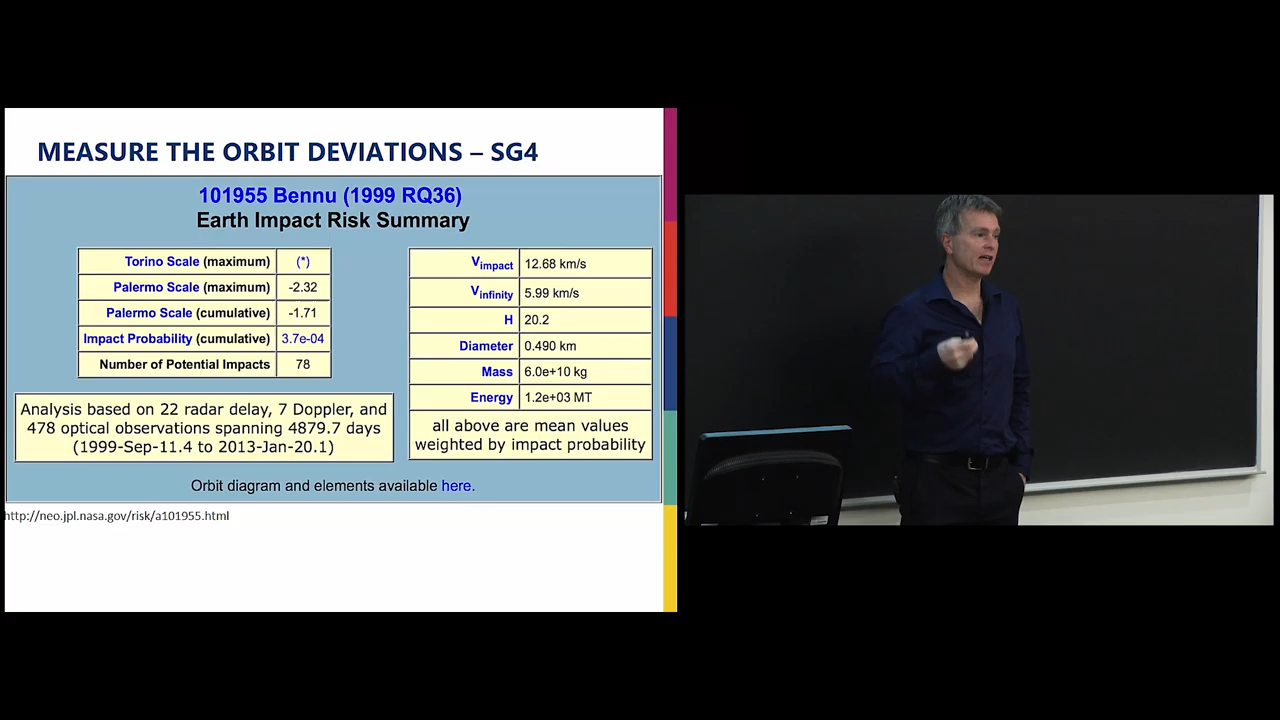 MEASURE THE ORBIT DEVIATIONS – SG4
101955 Bennu (1999 RQ36)
Earth Impact Risk Summary
Torino Scale (maximum) (*)
Palermo Scale (maximum) -2.32
Palermo Scale (cumulative) -1.71
Impact Probability (cumulative) 3.7e-04
Number of Potential Impacts 78
Analysis based on 22 radar delay, 7 Doppler, and
478 optical observations spanning 4879.7 days
(1999-Sep-11.4 to 2013-Jan-20.1)
Vimpact 12.68 km/s
Vinfinity 5.99 km/s
H 20.2
Diameter 0.490 km
Mass 6.0e+10 kg
Energy 1.2e+03 MT
all above are mean values
weighted by impact probability
Orbit diagram and elements available here.
http://neo.jpl.nasa.gov/risk/a101955.html